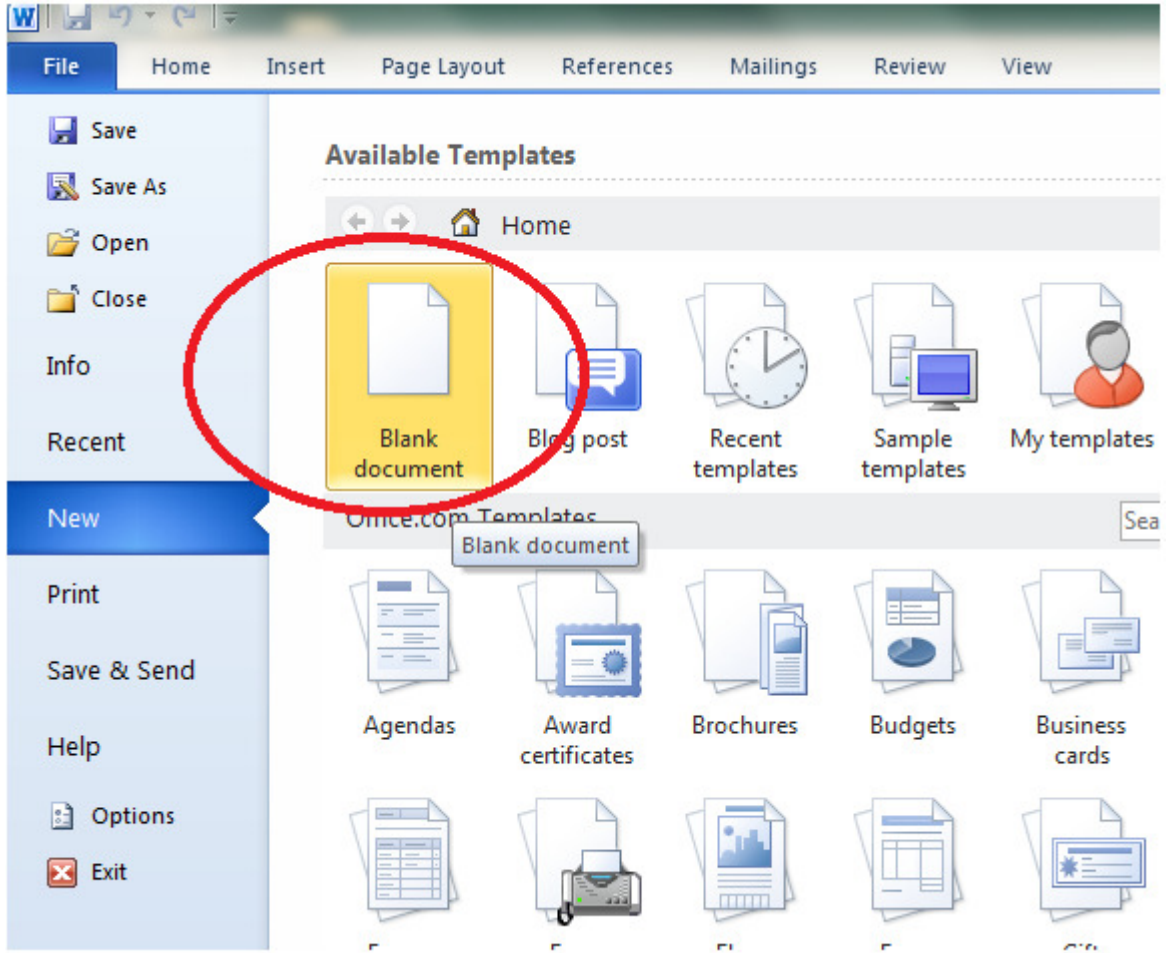 W
File Home Insert Page Layout References Mailings Review View
Save
Save As
Open
Close
Info
Recent
New
Print
Save & Send
Help
Options
Exit
Available Templates
Home
Blank document
Blog post
Recent templates
Sample templates
My templates
Office.com Templates
Sea
Blank document
Agendas
Award certificates
Brochures
Budgets
Business cards